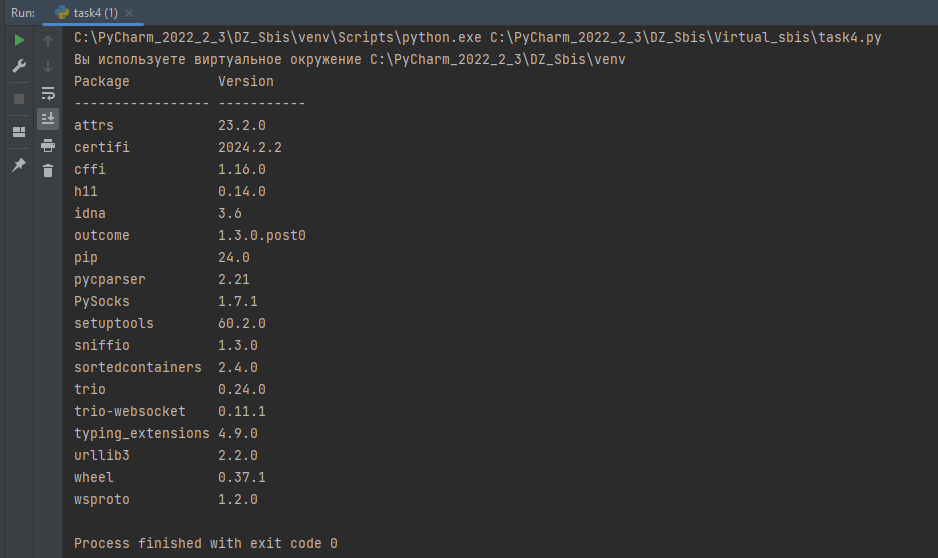 Run: task4 (1)
C:\PyCharm_2022_2_3\DZ_Sbis\venv\Scripts\python.exe C:\PyCharm_2022_2_3\DZ_Sbis\Virtual_sbis\task4.py
Вы используете виртуальное окружение C:\PyCharm_2022_2_3\DZ_Sbis\venv
Package           Version
----------------- -----------
attrs             23.2.0
certifi           2024.2.2
cffi              1.16.0
h11               0.14.0
idna              3.6
outcome           1.3.0.post0
pip               24.0
pycparser         2.21
PySocks           1.7.1
setuptools        60.2.0
sniffio           1.3.0
sortedcontainers  2.4.0
trio              0.24.0
trio-websocket    0.11.1
typing_extensions 4.9.0
urllib3           2.2.0
wheel             0.37.1
wsproto           1.2.0
Process finished with exit code 0